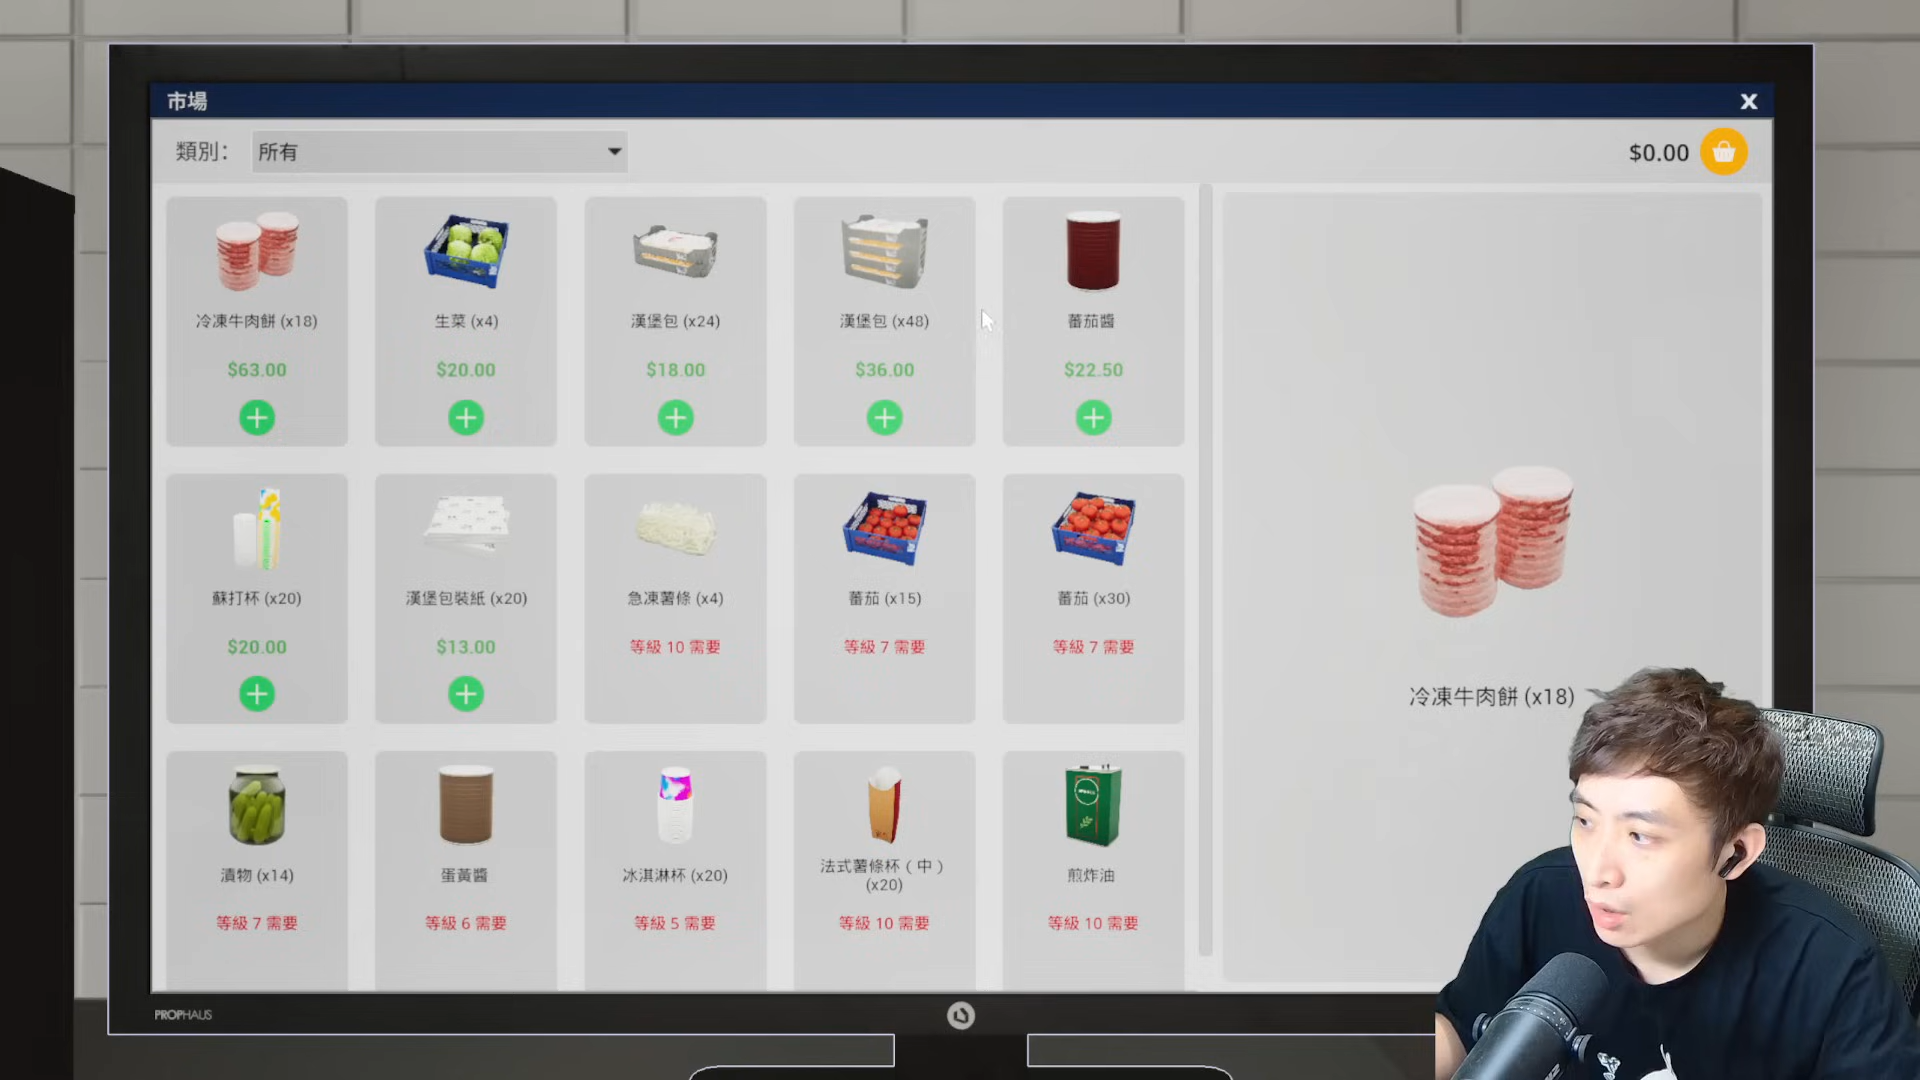 市場
X
類別：
所有
$0.00
冷凍牛肉餅 (x18)
$63.00
生菜 (x4)
$20.00
漢堡包 (x24)
$18.00
漢堡包 (x48)
$36.00
蕃茄醬
$22.50
蘇打杯 (x20)
$20.00
漢堡包裝紙 (x20)
$13.00
急凍薯條 (x4)
等級 10 需要
蕃茄 (x15)
等級 7 需要
蕃茄 (x30)
等級 7 需要
漬物 (x14)
等級 7 需要
蛋黃醬
等級 6 需要
冰淇淋杯 (x20)
等級 5 需要
法式薯條杯（中）
(x20)
等級 10 需要
煎炸油
等級 10 需要
冷凍牛肉餅 (x18)
PROPHAUS